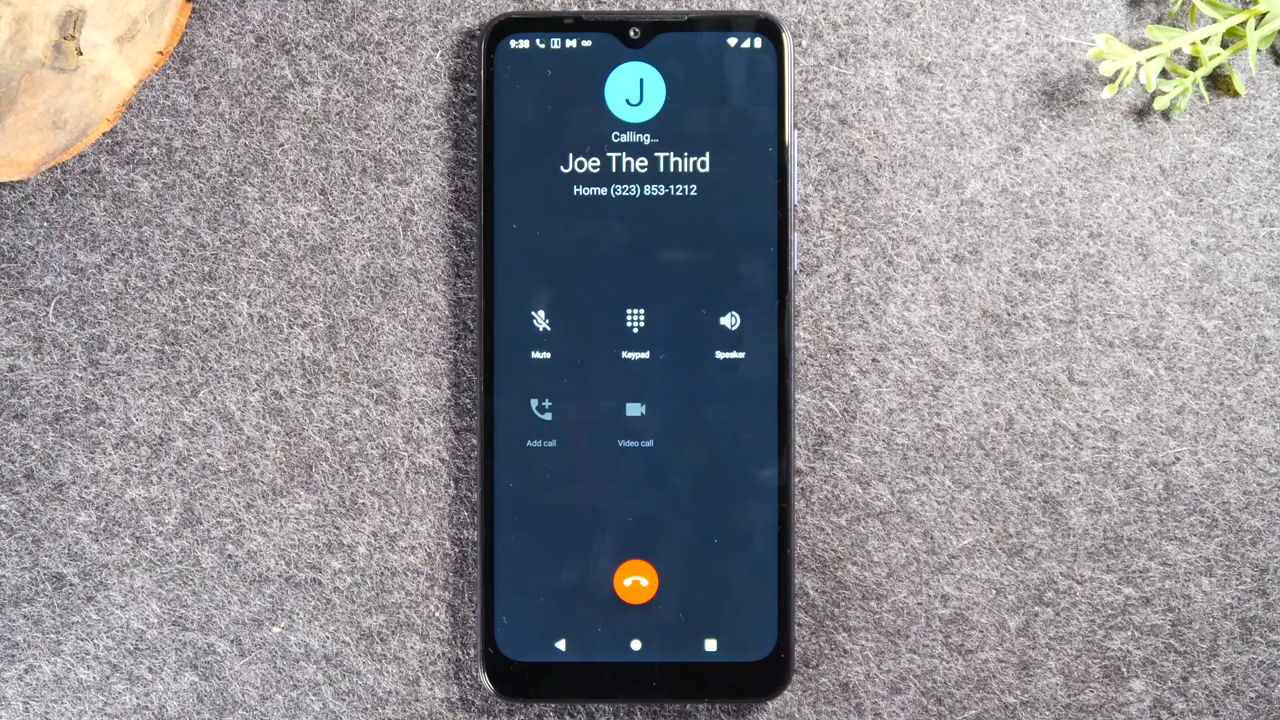 9:38
J
Calling...
Joe The Third
Home (323) 853-1212
Mute Keypad Speaker
Add call Video call